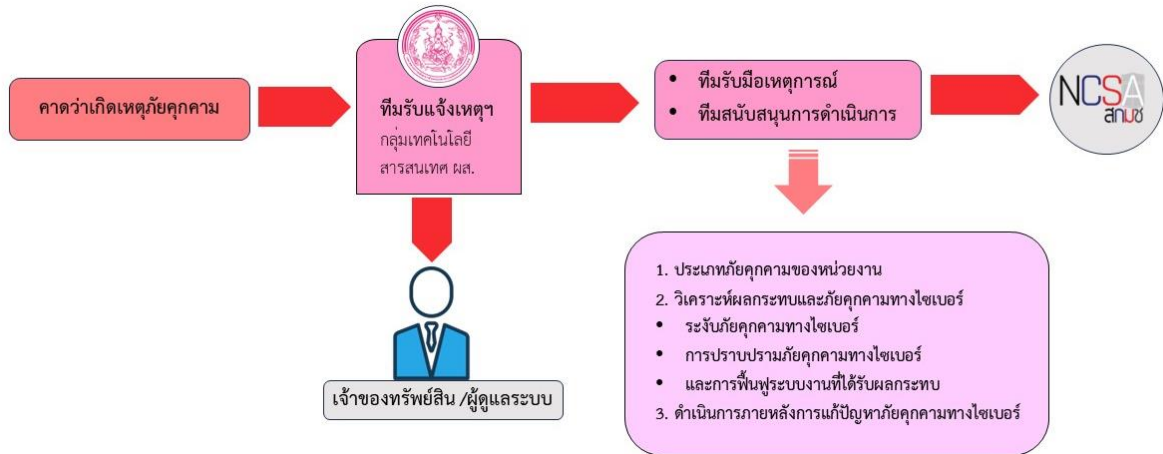 คาดว่าเกิดเหตุภัยคุกคาม
ทีมรับแจ้งเหตุฯ
กลุ่มเทคโนโลยี
สารสนเทศ ผส.
• ทีมรับมือเหตุการณ์
• ทีมสนับสนุนการดำเนินการ
NCSA
สกมช
เจ้าของทรัพย์สิน /ผู้ดูแลระบบ
1. ประเภทภัยคุกคามของหน่วยงาน
2. วิเคราะห์ผลกระทบและภัยคุกคามทางไซเบอร์
• ระงับภัยคุกคามทางไซเบอร์
• การปราบปรามภัยคุกคามทางไซเบอร์
• และการฟื้นฟูระบบงานที่ได้รับผลกระทบ
3. ดำเนินการภายหลังการแก้ปัญหาภัยคุกคามทางไซเบอร์